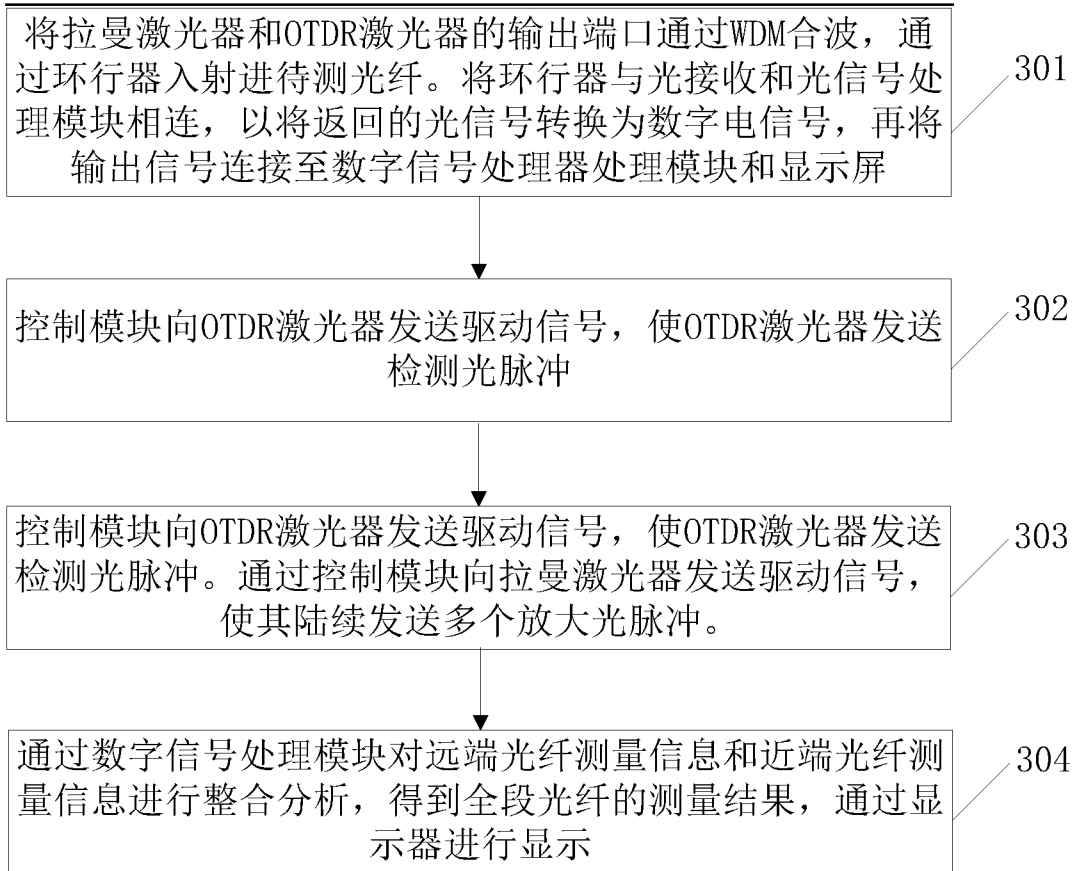 将拉曼激光器和OTDR激光器的输出端口通过WDM合波，通
过环行器入射进待测光纤。将环行器与光接收和光信号处
理模块相连，以将返回的光信号转换为数字电信号，再将
输出信号连接至数字信号处理器处理模块和显示屏
301
控制模块向OTDR激光器发送驱动信号，使OTDR激光器发送
检测光脉冲
302
控制模块向OTDR激光器发送驱动信号，使OTDR激光器发送
检测光脉冲。通过控制模块向拉曼激光器发送驱动信号，
使其陆续发送多个放大光脉冲。
303
通过数字信号处理模块对远端光纤测量信息和近端光纤测
量信息进行整合分析，得到全段光纤的测量结果，通过显
示器进行显示
304